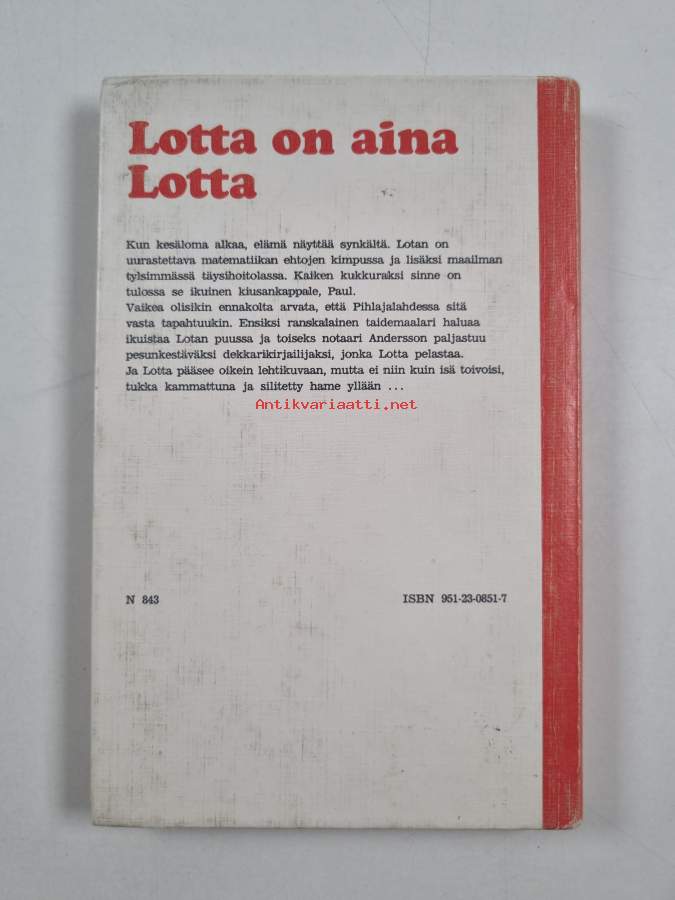 Lotta on aina
Lotta
Kun kesäloma alkaa, elämä näyttää synkältä. Lotan on
uurastettava matematiikan ehtojen kimpussa ja lisäksi maailman
tylsimmässä täysihoitolassa. Kaiken kukkuraksi sinne on
tulossa se ikuinen kiusankappale, Paul.
Vaikea olisikin ennakolta arvata, että Pihlajalahdessa sitä
vasta tapahtuukin. Ensiksi ranskalainen taidemaalari haluaa
ikuistaa Lotan puussa ja toiseks notaari Andersson paljastuu
pesunkestäväksi dekkarikirjailijaksi, jonka Lotta pelastaa.
Ja Lotta pääsee oikein lehtikuvaan, mutta ei niin kuin isä toivoisi,
tukka kammattuna ja silitetty hame yllään ...
Antikvariaatti.net
N 843 ISBN 951-23-0851-7